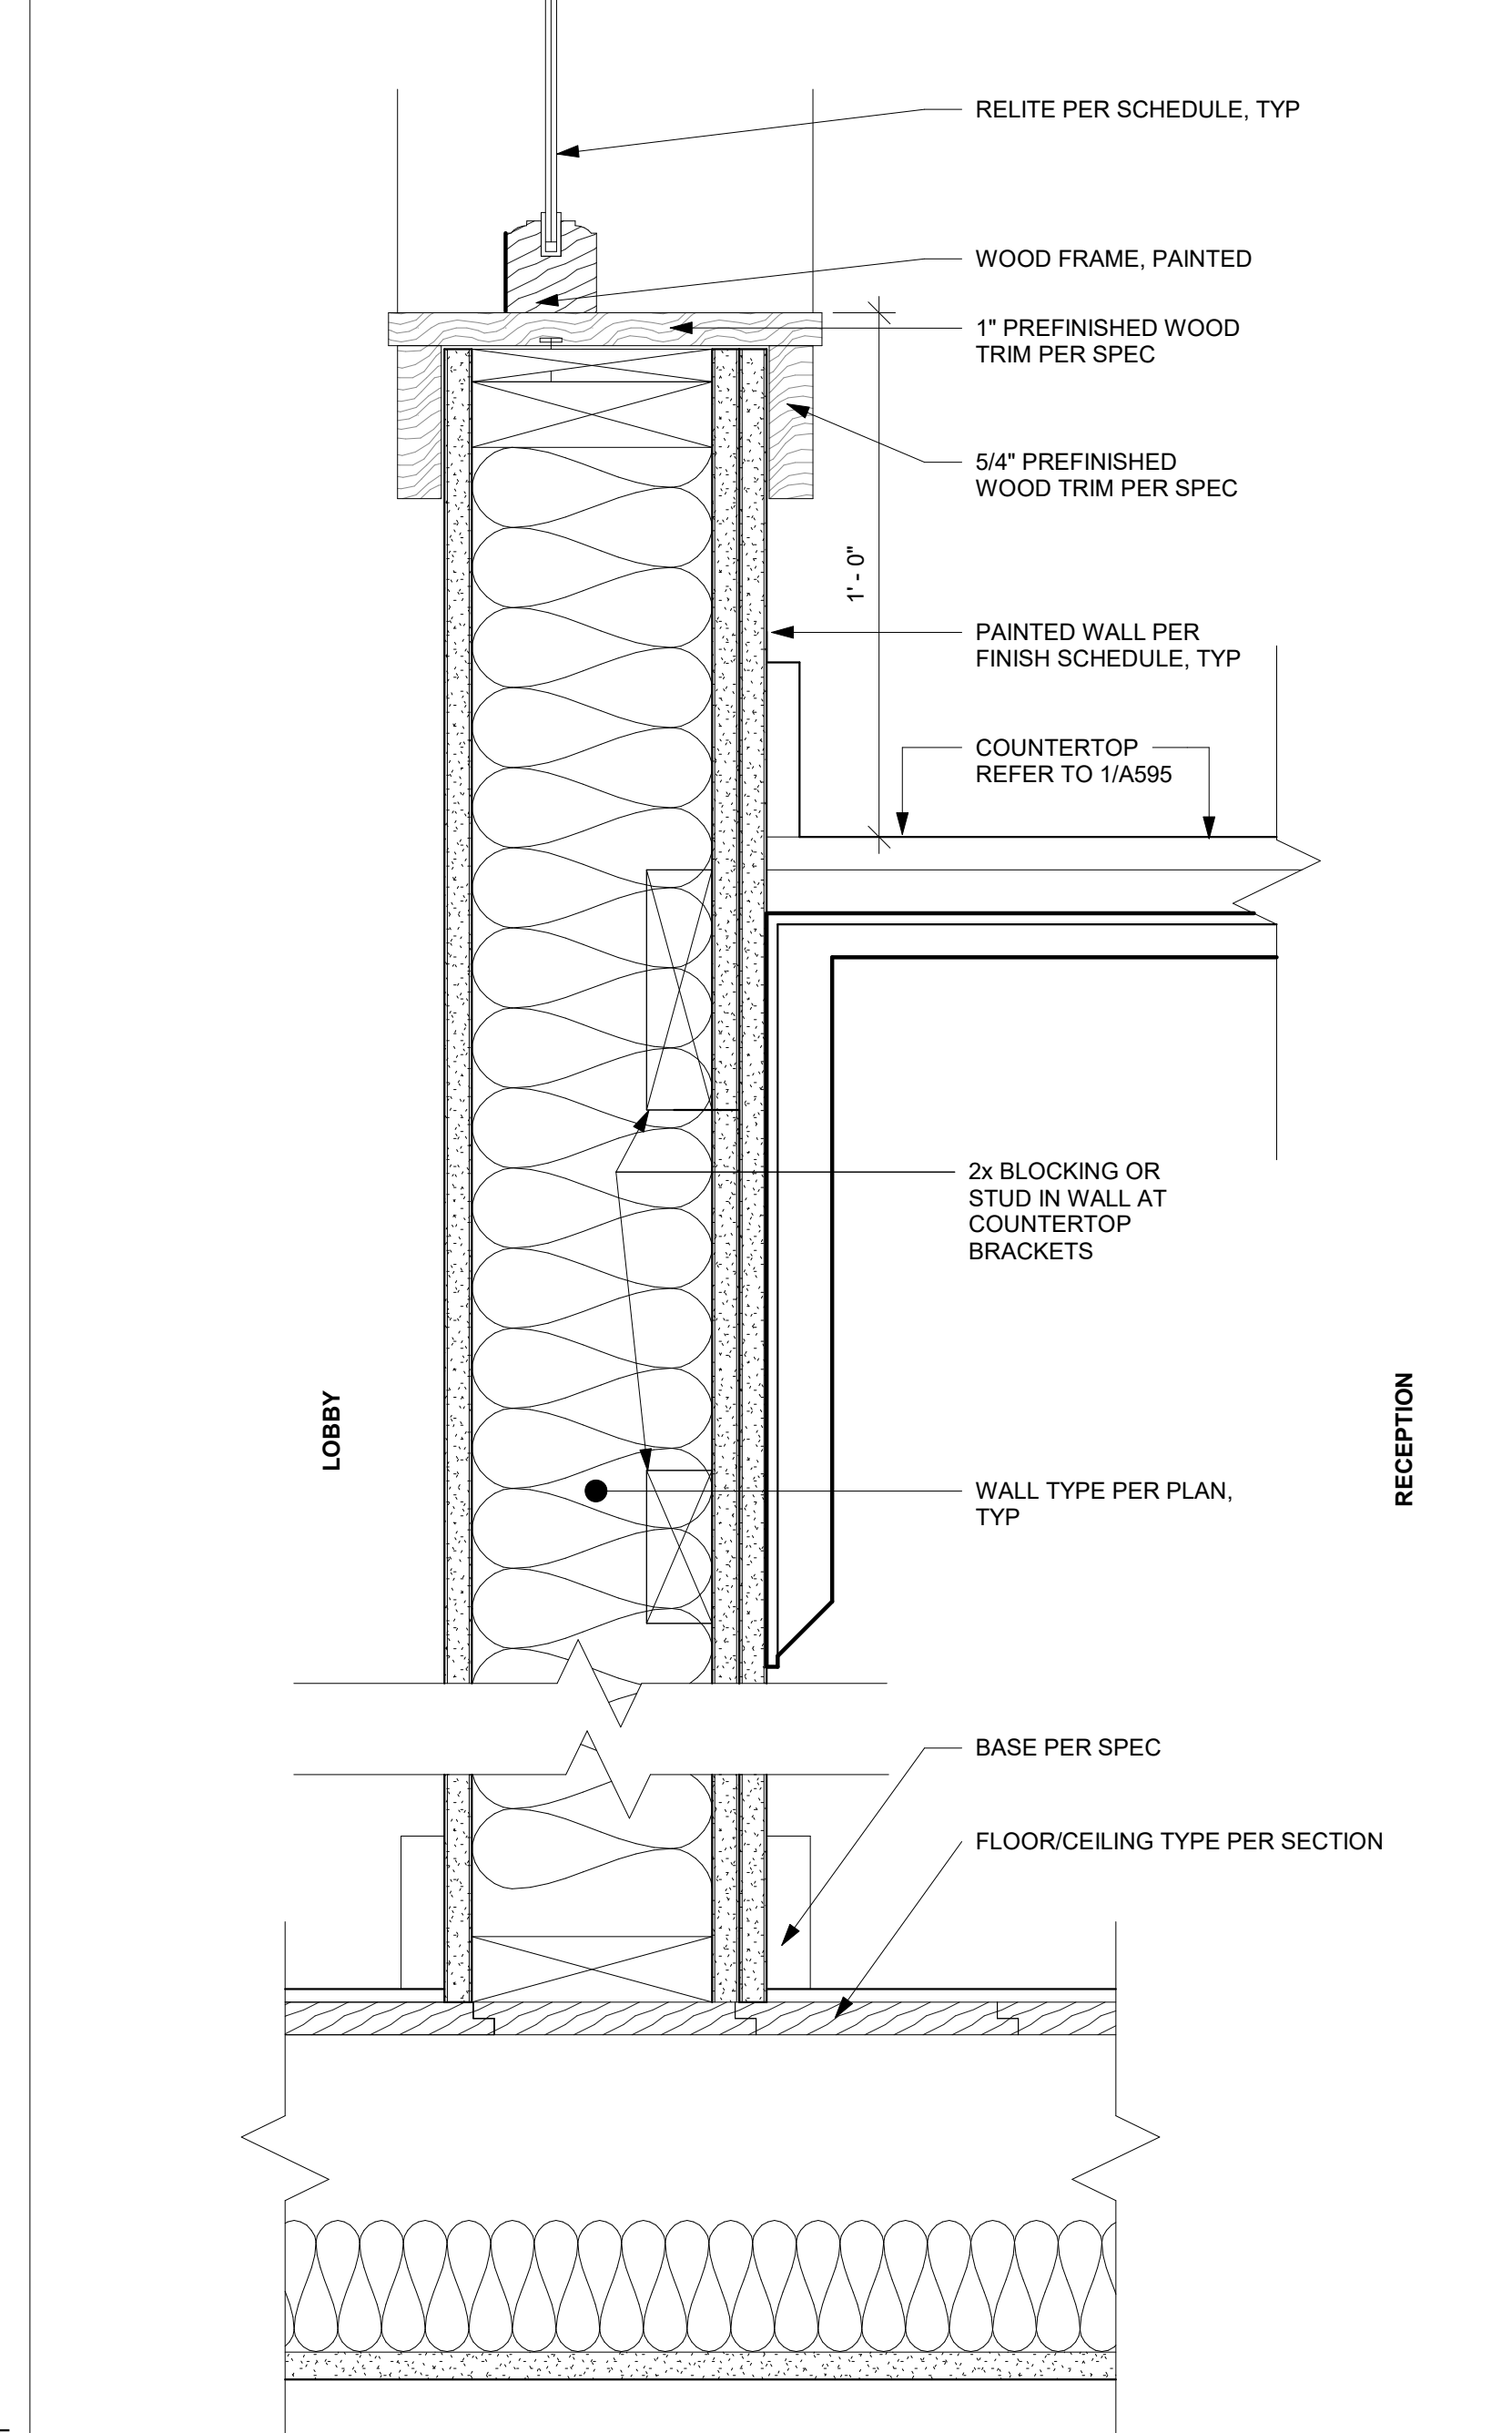 RELITE PER SCHEDULE, TYP
WOOD FRAME, PAINTED
1" PREFINISHED WOOD
TRIM PER SPEC
5/4" PREFINISHED
WOOD TRIM PER SPEC
1' - 0"
PAINTED WALL PER
FINISH SCHEDULE, TYP
COUNTERTOP
REFER TO 1/A595
2x BLOCKING OR
STUD IN WALL AT
COUNTERTOP
BRACKETS
LOBBY
RECEPTION
WALL TYPE PER PLAN,
TYP
BASE PER SPEC
FLOOR/CEILING TYPE PER SECTION